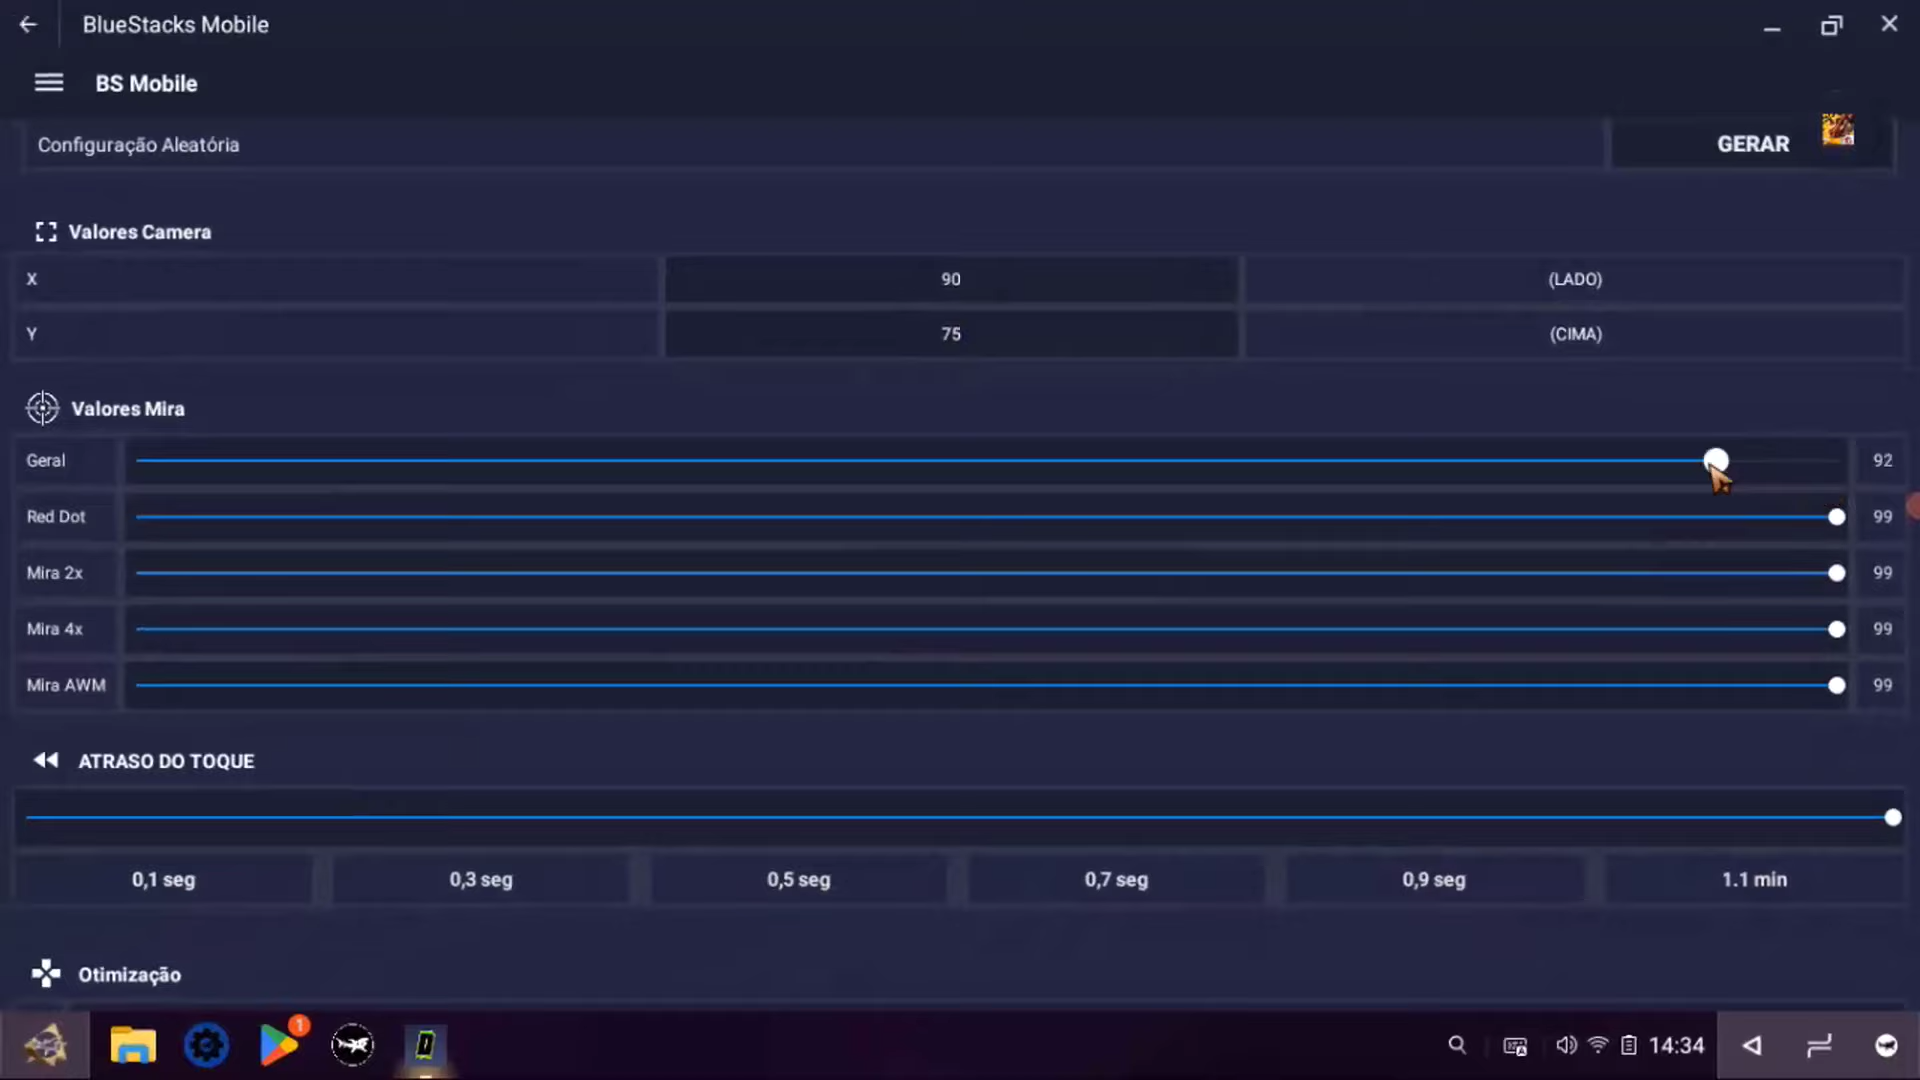 BlueStacks Mobile
BS Mobile
Configuração Aleatória
GERAR
Valores Camera
X 90 (LADO)
Y 75 (CIMA)
Valores Mira
Geral 92
Red Dot 99
Mira 2x 99
Mira 4x 99
Mira AWM 99
ATRASO DO TOQUE
0,1 seg 0,3 seg 0,5 seg 0,7 seg 0,9 seg 1.1 min
Otimização
1
14:34